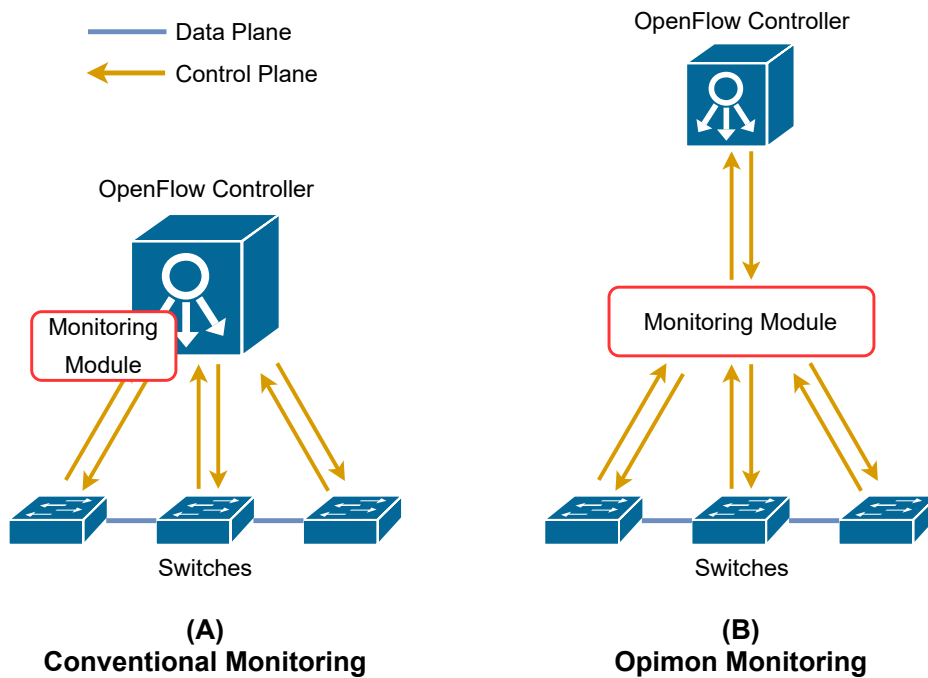 Data Plane
Control Plane
OpenFlow Controller
Monitoring
Module
Switches
(A)
Conventional Monitoring
OpenFlow Controller
Monitoring Module
Switches
(B)
Opimon Monitoring